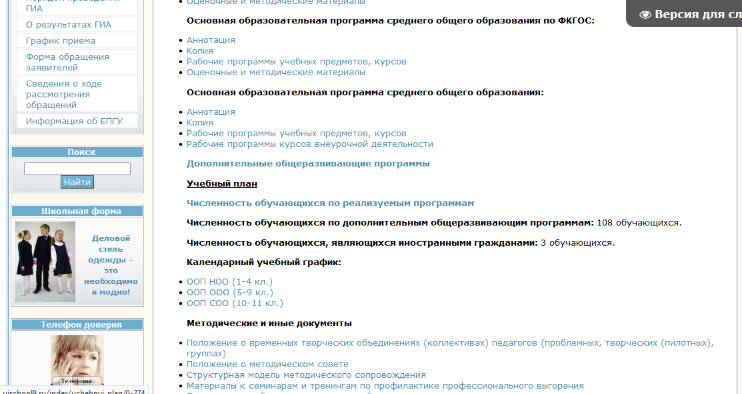 ГИА
О результатах ГИА
График приема
Форма обращения
заявителей
Сведения о ходе
рассмотрения
обращений
Информация об ЕПГУ
Поиск
Найти
Школьная форма
Деловой
стиль
одежды –
это
необходимо
и модно!
Телефон доверия
Телефоны
Версия для сл
Оценочные и методические материалы
Основная образовательная программа среднего общего образования по ФКГОС:
Аннотация
Копия
Рабочие программы учебных предметов, курсов
Оценочные и методические материалы
Основная образовательная программа среднего общего образования:
Аннотация
Копия
Рабочие программы учебных предметов, курсов
Рабочие программы курсов внеурочной деятельности
Дополнительные общеразвивающие программы
Учебный план
Численность обучающихся по реализуемым программам
Численность обучающихся по дополнительным общеразвивающим программам: 108 обучающихся.
Численность обучающихся, являющихся иностранными гражданами: 3 обучающихся.
Календарный учебный график:
ООП НОО (1-4 кл.)
ООП ООО (5-9 кл.)
ООП СОО (10-11 кл.)
Методические и иные документы
Положение о временных творческих объединениях (коллективах) педагогов (проблемных, творческих (пилотных),
группах)
Положение о методическом совете
Структурная модель методического сопровождения
Материалы к семинарам и тренингам по профилактике профессионального выгорания